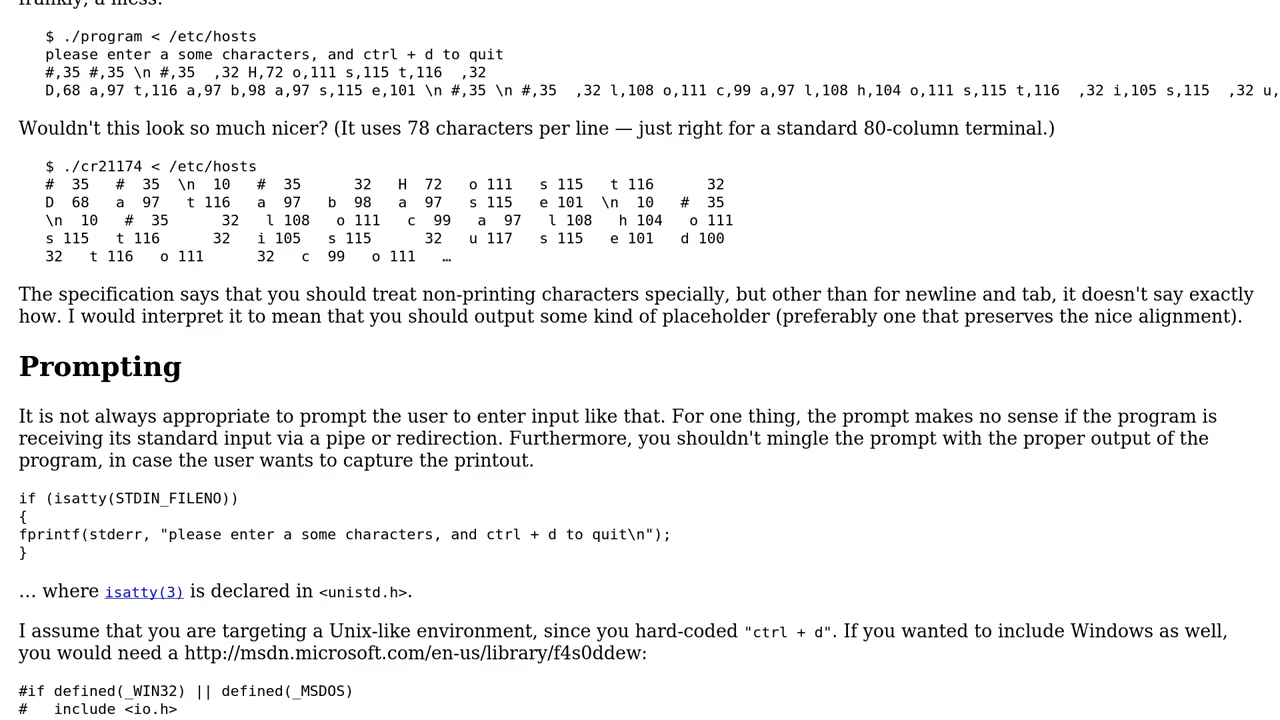 frankly, a mess:
$ ./program < /etc/hosts
please enter a some characters, and ctrl + d to quit
#,35 #,35 \n #,35  ,32 H,72 o,111 s,115 t,116  ,32
D,68 a,97 t,116 a,97 b,98 a,97 s,115 e,101 \n #,35 \n #,35  ,32 l,108 o,111 c,99 a,97 l,108 h,104 o,111 s,115 t,116  ,32 i,105 s,115  ,32 u,
Wouldn't this look so much nicer? (It uses 78 characters per line — just right for a standard 80-column terminal.)
$ ./cr21174 < /etc/hosts
#  35   #  35  \n  10   #  35      32   H  72   o 111   s 115   t 116      32
D  68   a  97   t 116   a  97   b  98   a  97   s 115   e 101  \n  10   #  35
\n  10   #  35      32   l 108   o 111   c  99   a  97   l 108   h 104   o 111
s 115   t 116      32   i 105   s 115      32   u 117   s 115   e 101   d 100
32   t 116   o 111      32   c  99   o 111   …
The specification says that you should treat non-printing characters specially, but other than for newline and tab, it doesn't say exactly
how. I would interpret it to mean that you should output some kind of placeholder (preferably one that preserves the nice alignment).
Prompting
It is not always appropriate to prompt the user to enter input like that. For one thing, the prompt makes no sense if the program is
receiving its standard input via a pipe or redirection. Furthermore, you shouldn't mingle the prompt with the proper output of the
program, in case the user wants to capture the printout.
if (isatty(STDIN_FILENO))
{
fprintf(stderr, "please enter a some characters, and ctrl + d to quit\n");
}
… where isatty(3) is declared in <unistd.h>.
I assume that you are targeting a Unix-like environment, since you hard-coded "ctrl + d". If you wanted to include Windows as well,
you would need a http://msdn.microsoft.com/en-us/library/f4s0ddew:
#if defined(_WIN32) || defined(_MSDOS)
#   include <io.h>